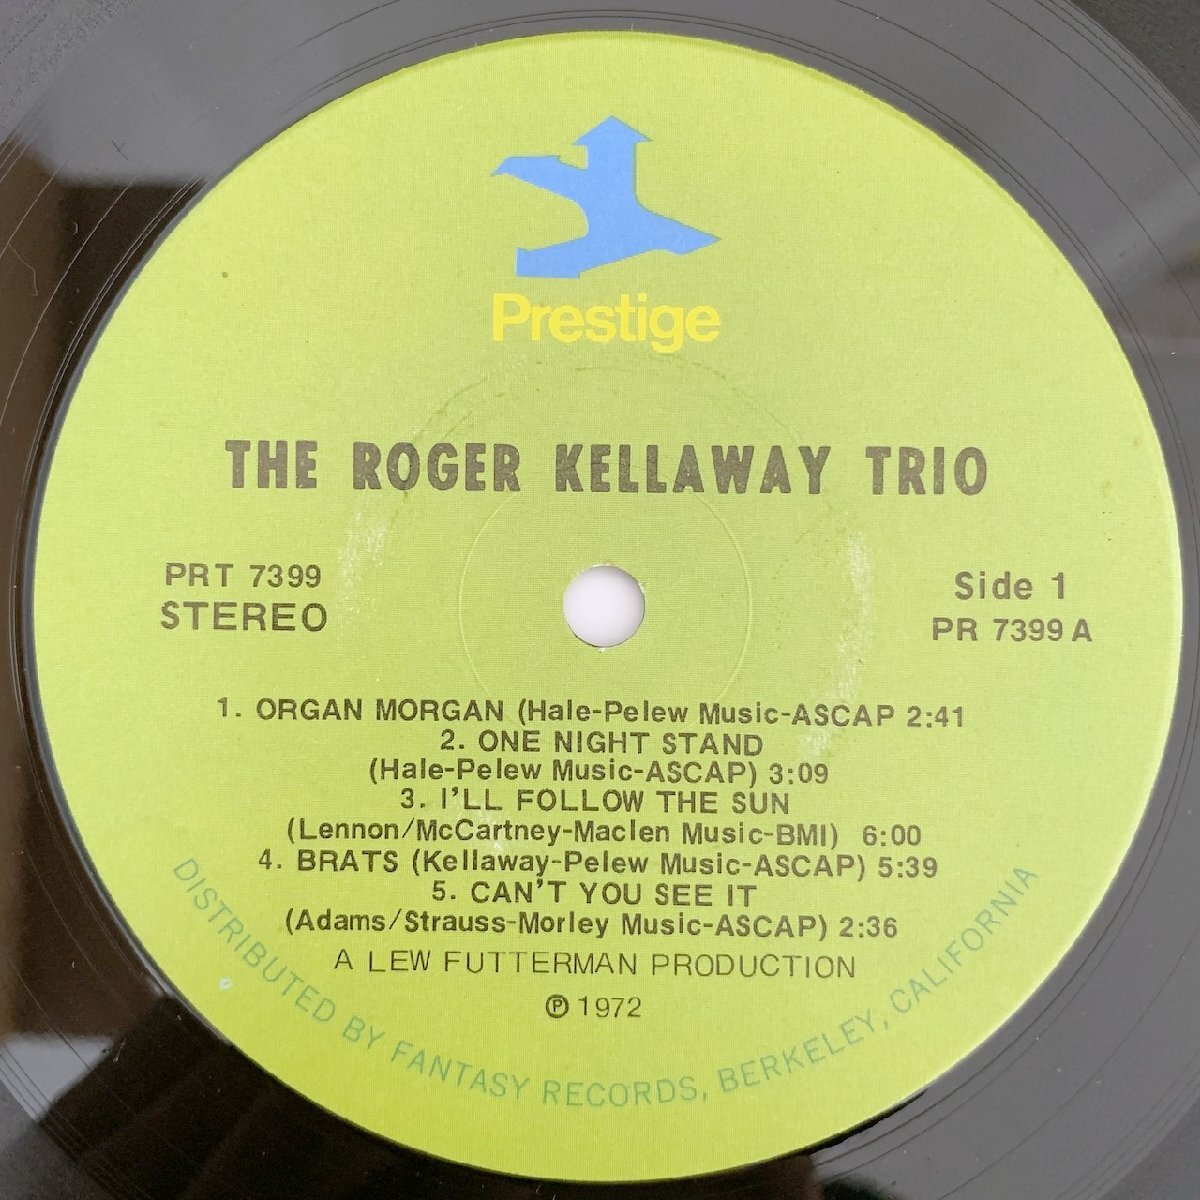 Prestige
THE ROGER KELLAWAY TRIO
PRT 7399
STEREO
Side 1
PR 7399 A
1. ORGAN MORGAN (Hale-Pelew Music-ASCAP 2:41
2. ONE NIGHT STAND
(Hale-Pelew Music-ASCAP) 3:09
3. I'LL FOLLOW THE SUN
(Lennon/McCartney-Maclen Music-BMI) 6:00
4. BRATS (Kellaway-Pelew Music-ASCAP) 5:39
5. CAN'T YOU SEE IT
(Adams/Strauss-Morley Music-ASCAP) 2:36
A LEW FUTTERMAN PRODUCTION
℗ 1972
DISTRIBUTED BY FANTASY RECORDS, BERKELEY, CALIFORNIA